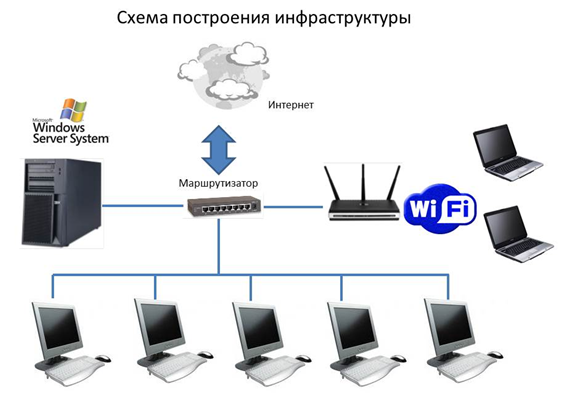 Схема построения инфраструктуры
Интернет
Microsoft
Windows
Server System
Маршрутизатор
Wi Fi